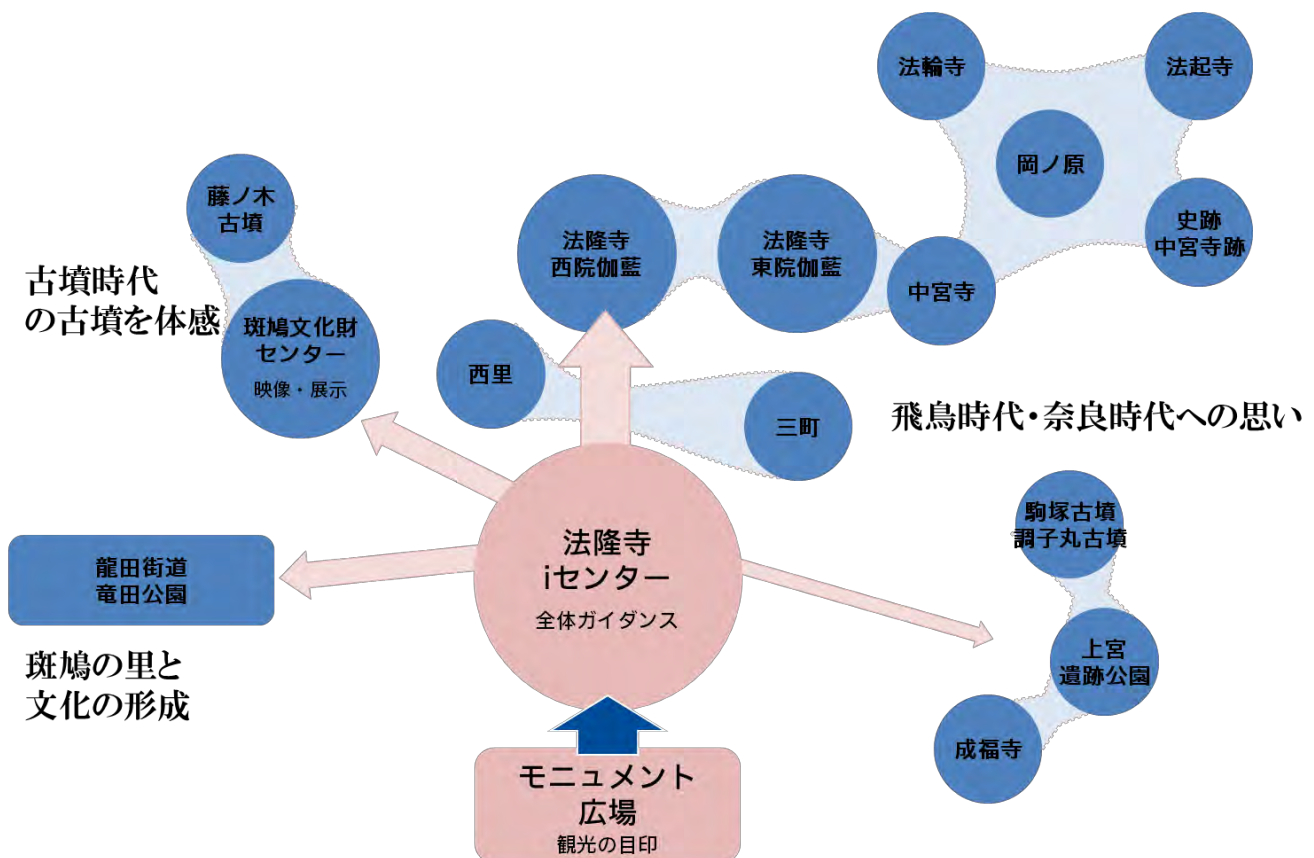 法輪寺
法起寺
岡ノ原
藤ノ木
古墳
史跡
中宮寺跡
法隆寺
西院伽藍
法隆寺
東院伽藍
中宮寺
古墳時代
の古墳を体感
斑鳩文化財
センター
映像・展示
西里
三町
飛鳥時代・奈良時代への思い
駒塚古墳
調子丸古墳
法隆寺
iセンター
全体ガイダンス
龍田街道
竜田公園
斑鳩の里と
文化の形成
上宮
遺跡公園
成福寺
モニュメント
広場
観光の目印